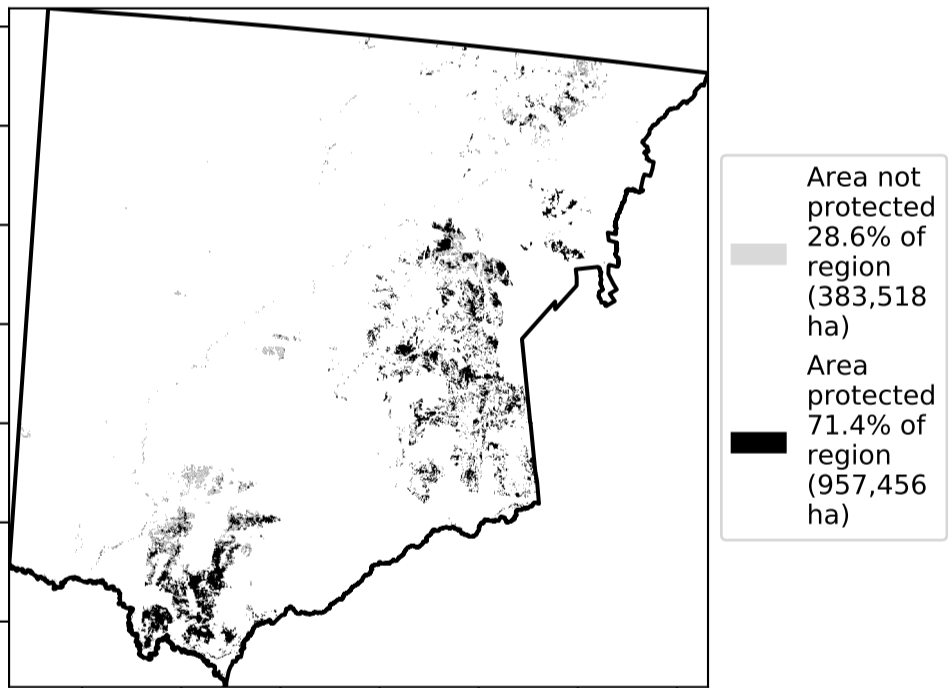 Area not
protected
28.6% of
region
(383,518
ha)
Area
protected
71.4% of
region
(957,456
ha)